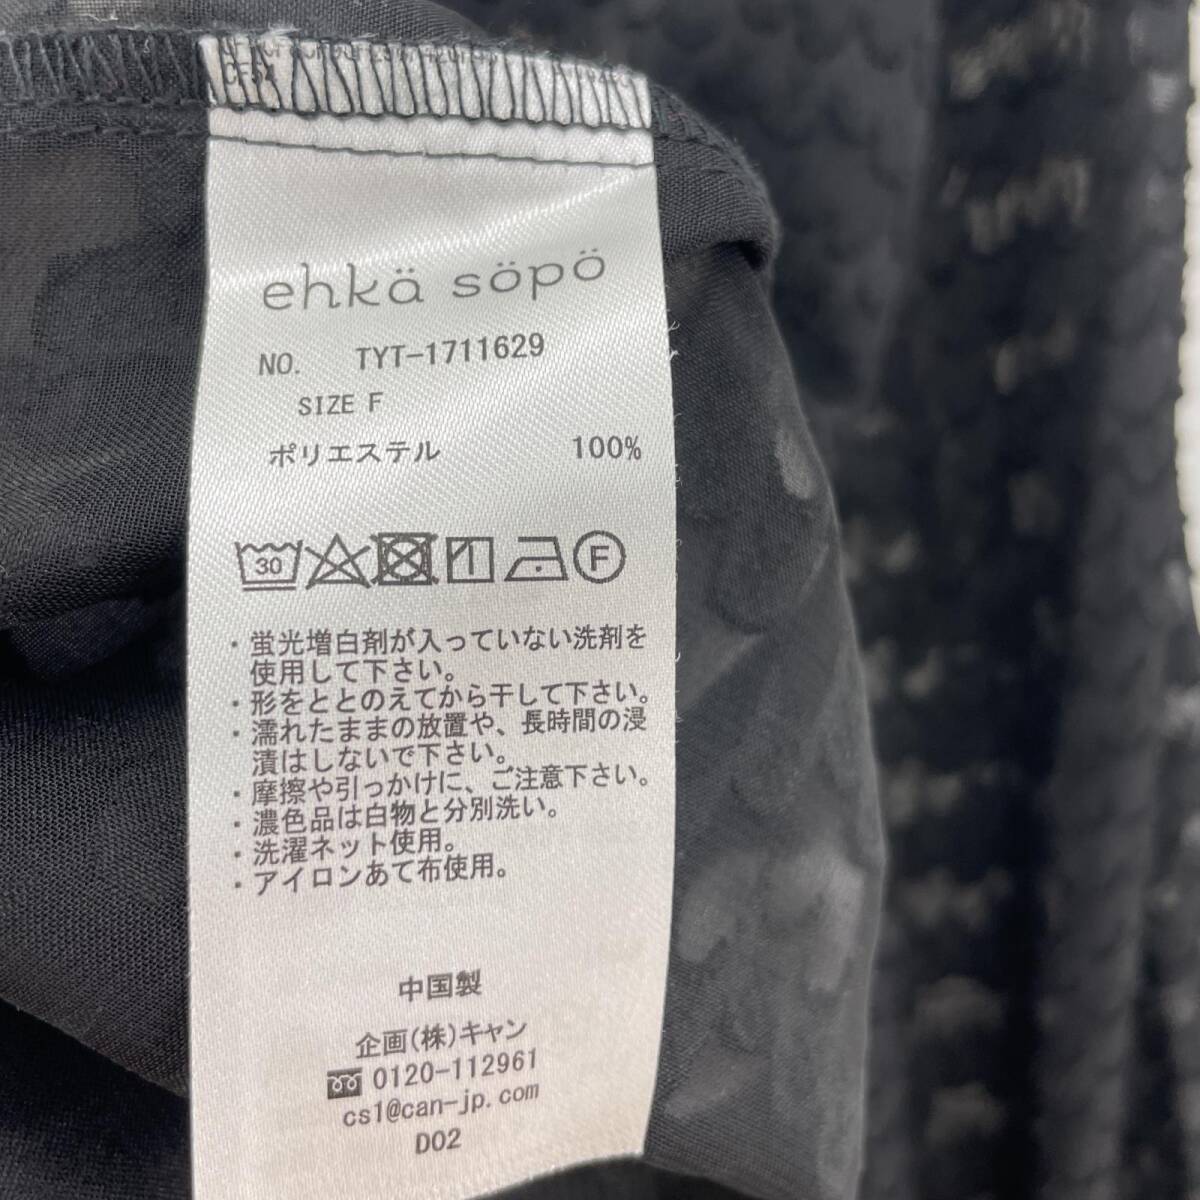 ehkä söpö
NO. TYT-1711629
SIZE F
ポリエステル 100%
30
F
・蛍光増白剤が入っていない洗剤を
使用して下さい。
・形をととのえてから干して下さい。
・濡れたままの放置や、長時間の浸
漬はしないで下さい。
・摩擦や引っかけに、ご注意下さい。
・濃色品は白物と分別洗い。
・洗濯ネット使用。
・アイロンあて布使用。
中国製
企画(株)キャン
0120-112961
cs1@can-jp.com
D02